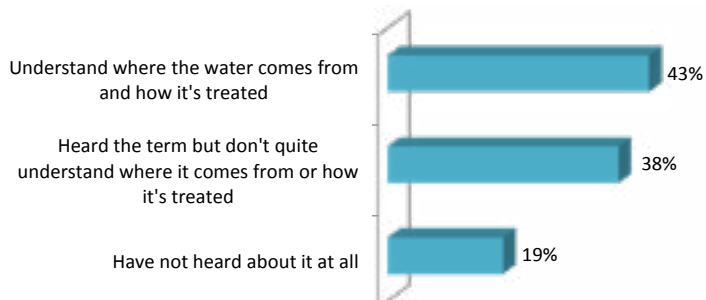 Understand where the water comes from
and how it's treated
43%
Heard the term but don't quite
understand where it comes from or how
it's treated
38%
Have not heard about it at all
19%